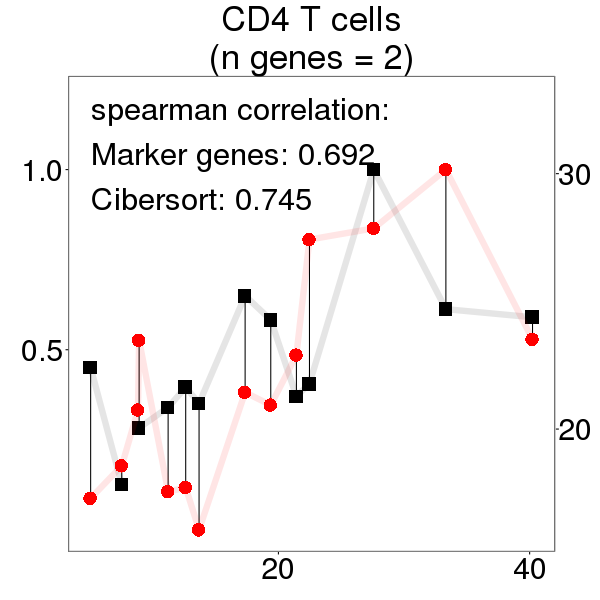 CD4 T cells
(n genes = 2)
spearman correlation:
Marker genes: 0.692
Cibersort: 0.745
1.0
0.5
30
20
20
40